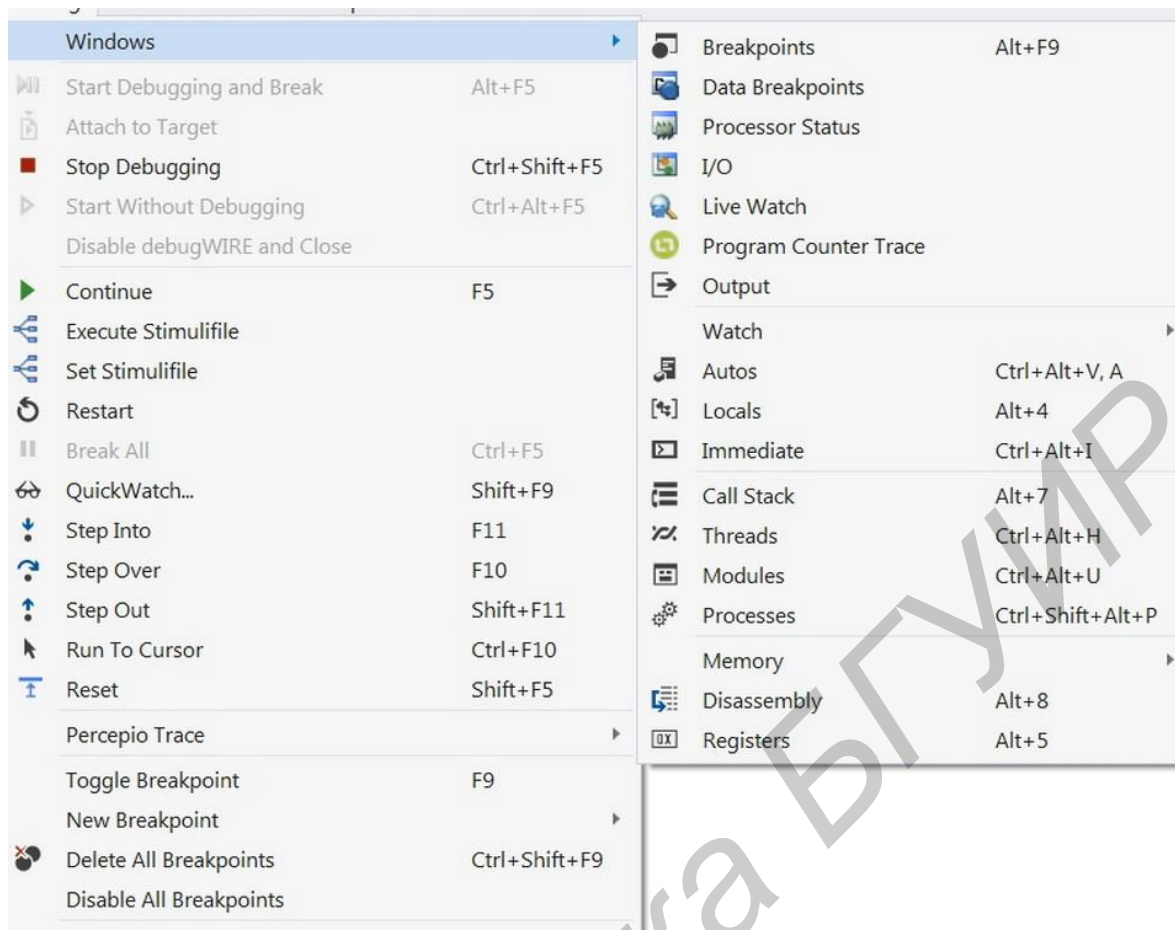 Windows
Start Debugging and Break Alt+F5
Attach to Target
Stop Debugging Ctrl+Shift+F5
Start Without Debugging Ctrl+Alt+F5
Disable debugWIRE and Close
Continue F5
Execute Stimulifile
Set Stimulifile
Restart
Break All Ctrl+F5
QuickWatch... Shift+F9
Step Into F11
Step Over F10
Step Out Shift+F11
Run To Cursor Ctrl+F10
Reset Shift+F5
Percepio Trace
Toggle Breakpoint F9
New Breakpoint
Delete All Breakpoints Ctrl+Shift+F9
Disable All Breakpoints
Breakpoints Alt+F9
Data Breakpoints
Processor Status
I/O
Live Watch
Program Counter Trace
Output
Watch
Autos Ctrl+Alt+V, A
Locals Alt+4
Immediate Ctrl+Alt+I
Call Stack Alt+7
Threads Ctrl+Alt+H
Modules Ctrl+Alt+U
Processes Ctrl+Shift+Alt+P
Memory
Disassembly Alt+8
Registers Alt+5
БГУИР